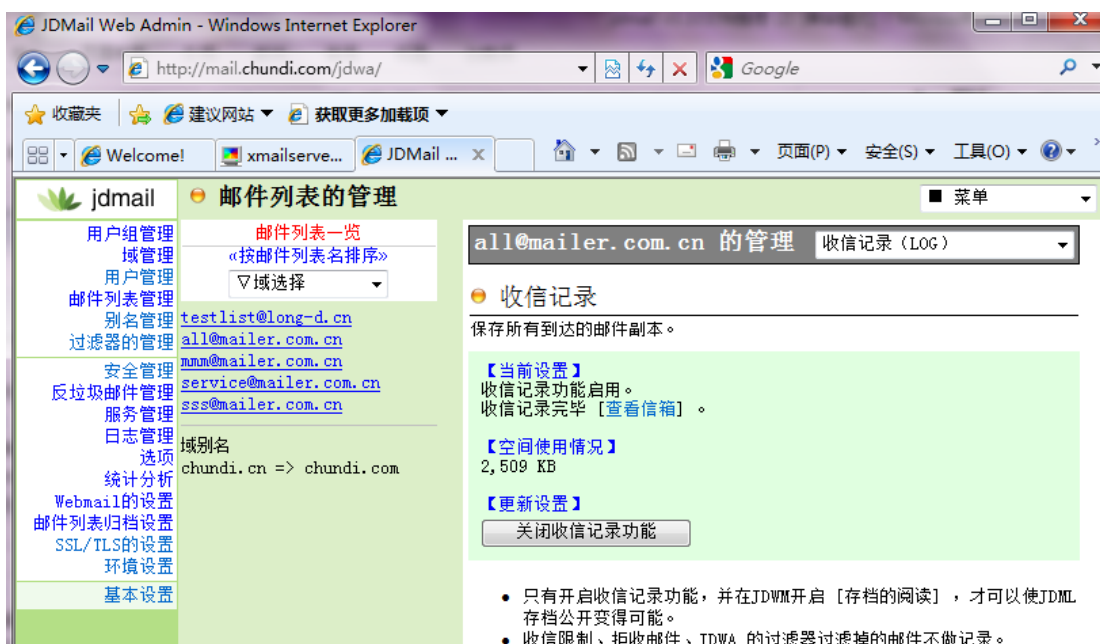 JDMail Web Admin - Windows Internet Explorer
http://mail.chundi.com/jdwa/
Google
收藏夹 建议网站 获取更多加载项
Welcome! xmailserve... JDMail ... x 页面(P) 安全(S) 工具(O)
jdmail
邮件列表的管理
■ 菜单
用户组管理
域管理
用户管理
邮件列表管理
别名管理
过滤器的管理
安全管理
反垃圾邮件管理
服务管理
日志管理
选项
统计分析
Webmail的设置
邮件列表归档设置
SSL/TLS的设置
环境设置
基本设置
邮件列表一览
«按邮件列表名排序»
▽域选择
testlist@long-d.cn
all@mailer.com.cn
mmm@mailer.com.cn
service@mailer.com.cn
sss@mailer.com.cn
域别名
chundi.cn => chundi.com
all@mailer.com.cn 的管理 收信记录(LOG)
收信记录
保存所有到达的邮件副本。
【当前设置】
收信记录功能启用。
收信记录完毕 [查看信箱] 。
【空间使用情况】
2,509 KB
【更新设置】
关闭收信记录功能
• 只有开启收信记录功能，并在JDWM开启 [存档的阅读] ，才可以使JDML
存档公开变得可能。
• 收信限制、拒收邮件、JDWA 的过滤器过滤掉的邮件不做记录。